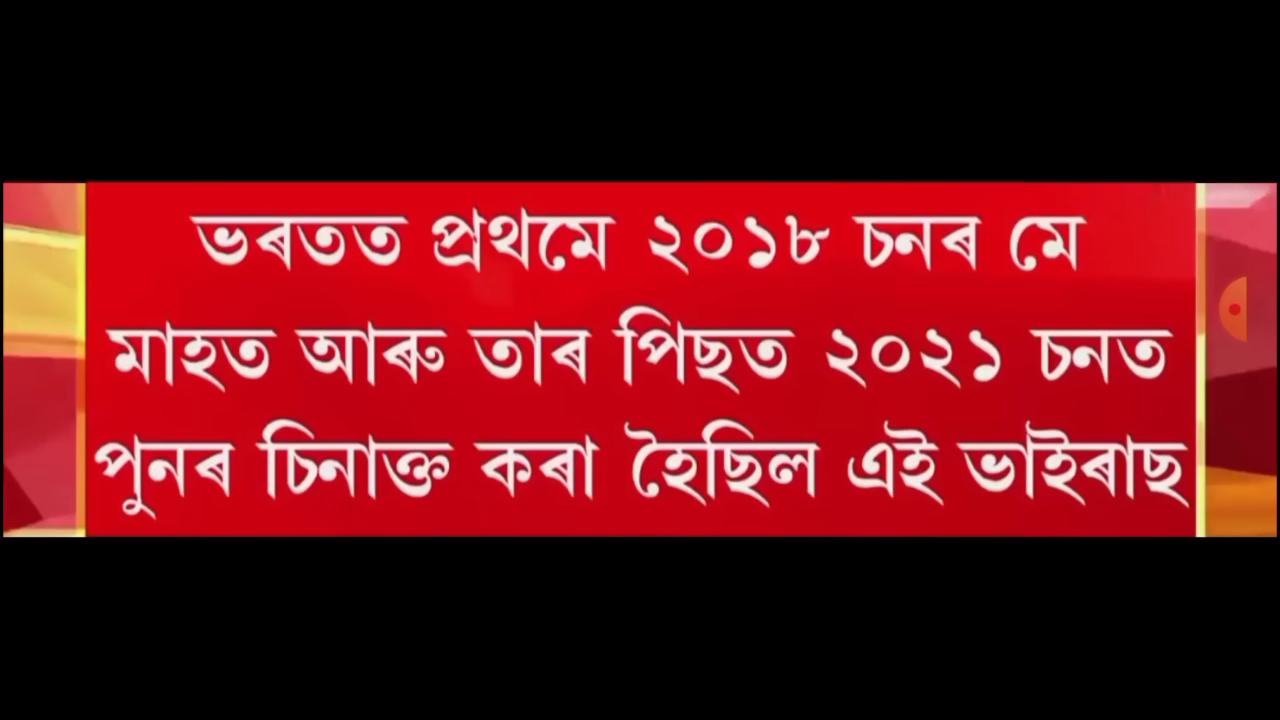 ভৰতত প্ৰথমে ২০১৮ চনৰ মে
মাহত আৰু তাৰ পিছত ২০২১ চনত
পুনৰ চিনাক্ত কৰা হৈছিল এই ভাইৰাছ